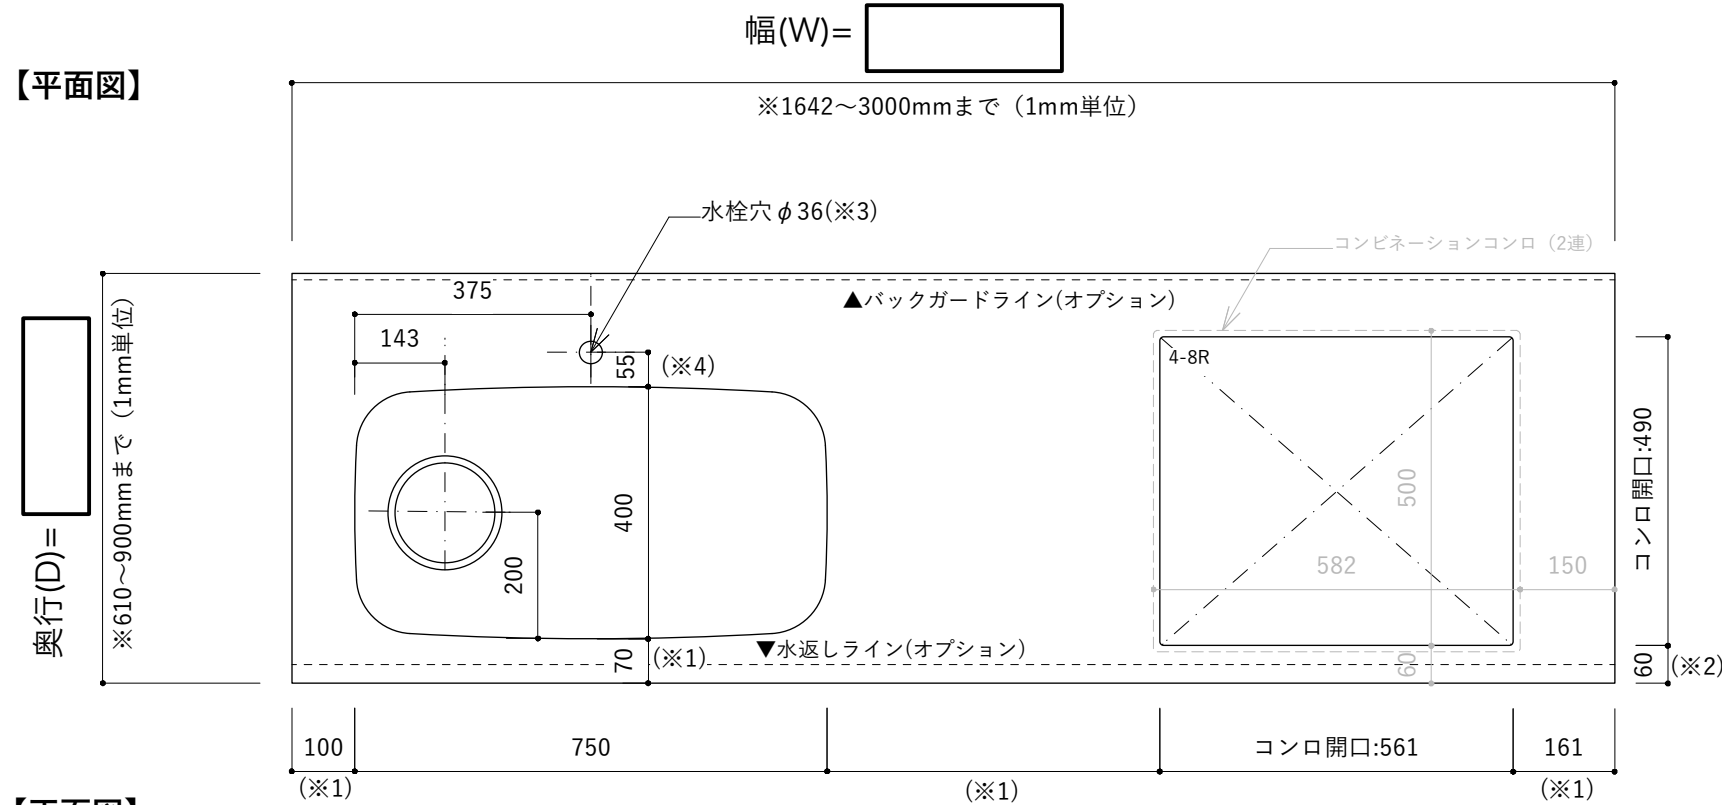 幅(W)=
【平面図】
※1642〜3000mmまで（1mm単位）
水栓穴φ36(※3)
コンビネーションコンロ（2連）
375
▲バックガードライン(オプション)
143
55
(※4)
4-8R
奥行(D)=
※610〜900mmまで（1mm単位）
400
200
500
582
150
コンロ開口:490
▼水返しライン(オプション)
70
(※1)
60
60
(※2)
100
750
コンロ開口:561
161
(※1)
(※1)
(※1)
【平面図】